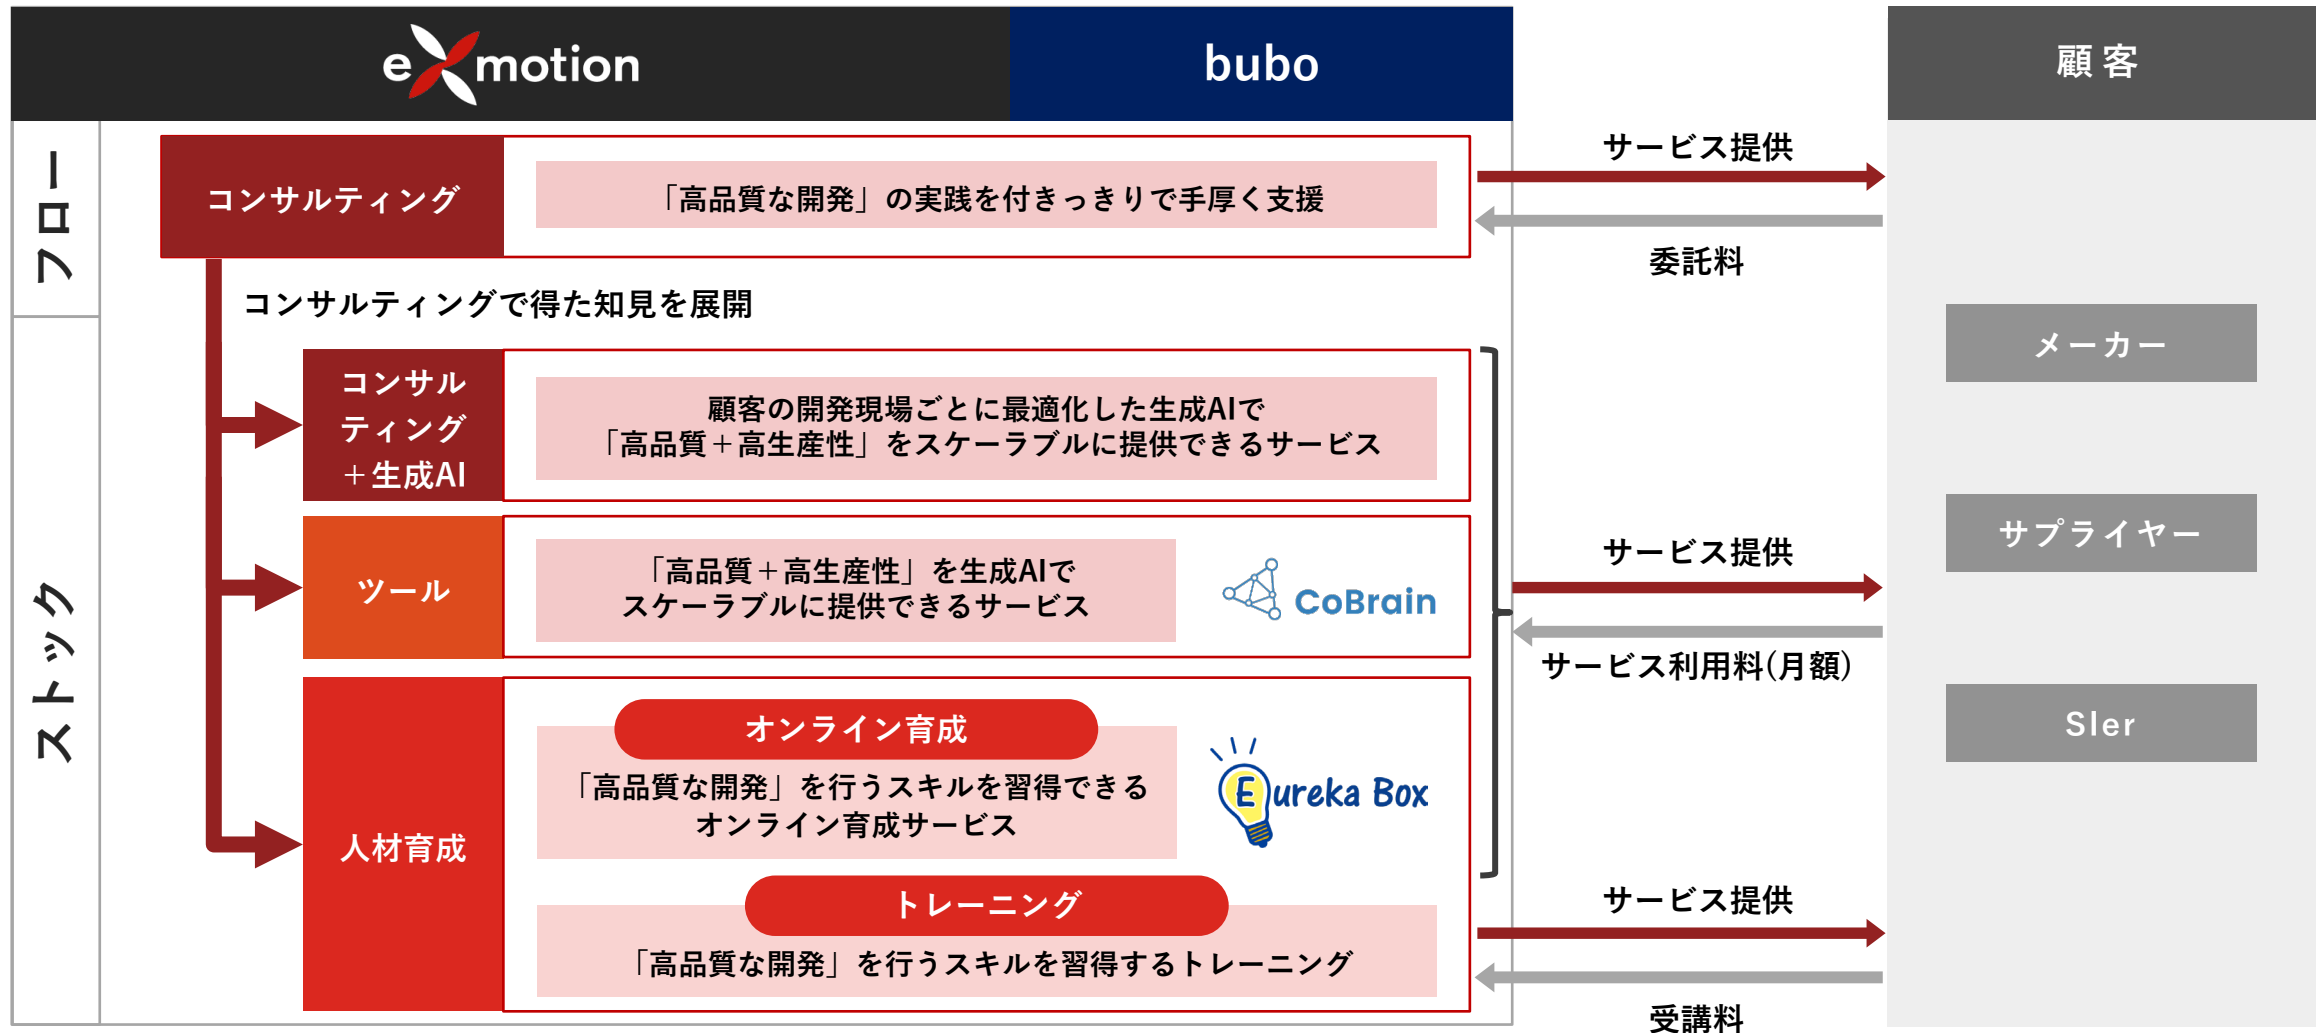 eXmotion
bubo
顧客
フロー
コンサルティング
「高品質な開発」の実践を付きっきりで手厚く支援
サービス提供
委託料
コンサルティングで得た知見を展開
ストック
コンサル
ティング
＋生成AI
顧客の開発現場ごとに最適化した生成AIで
「高品質＋高生産性」をスケーラブルに提供できるサービス
ツール
「高品質＋高生産性」を生成AIで
スケーラブルに提供できるサービス
CoBrain
人材育成
オンライン育成
「高品質な開発」を行うスキルを習得できる
オンライン育成サービス
Eureka Box
トレーニング
「高品質な開発」を行うスキルを習得するトレーニング
サービス提供
サービス利用料(月額)
サービス提供
受講料
メーカー
サプライヤー
SIer